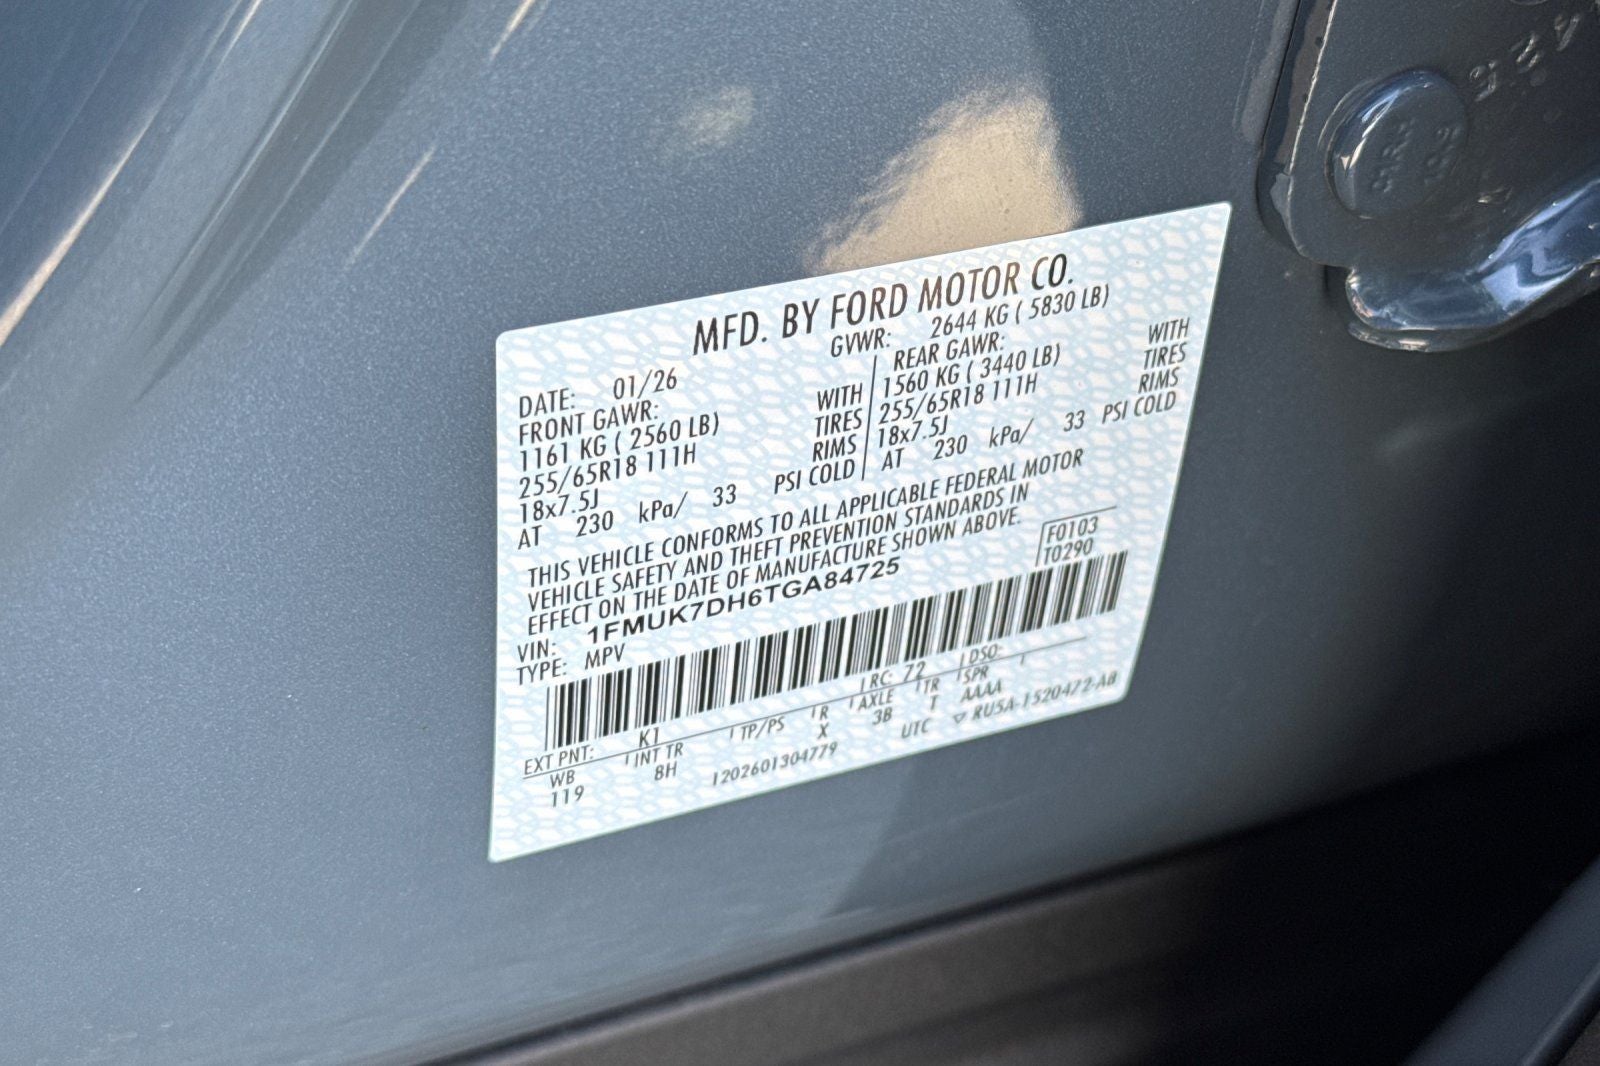 MFD. BY FORD MOTOR CO.
DATE: 01/26 GVWR: 2644 KG ( 5830 LB)
FRONT GAWR: REAR GAWR:
1161 KG ( 2560 LB) WITH 1560 KG ( 3440 LB) WITH
255/65R18 111H TIRES 255/65R18 111H TIRES
18x7.5J RIMS 18x7.5J RIMS
AT 230 kPa/ 33 PSI COLD AT 230 kPa/ 33 PSI COLD
THIS VEHICLE CONFORMS TO ALL APPLICABLE FEDERAL MOTOR
VEHICLE SAFETY AND THEFT PREVENTION STANDARDS IN
EFFECT ON THE DATE OF MANUFACTURE SHOWN ABOVE.
VIN: 1FMUK7DH6TGA84725 F0103
TYPE: MPV T0290
EXT PNT: K1 RC: 72 DSO:
WB INT TR TP/PS R AXLE TR SPR
119 8H X 3B T AAAA
1202601304779 UTC ▽ RU5A-1520472-AB